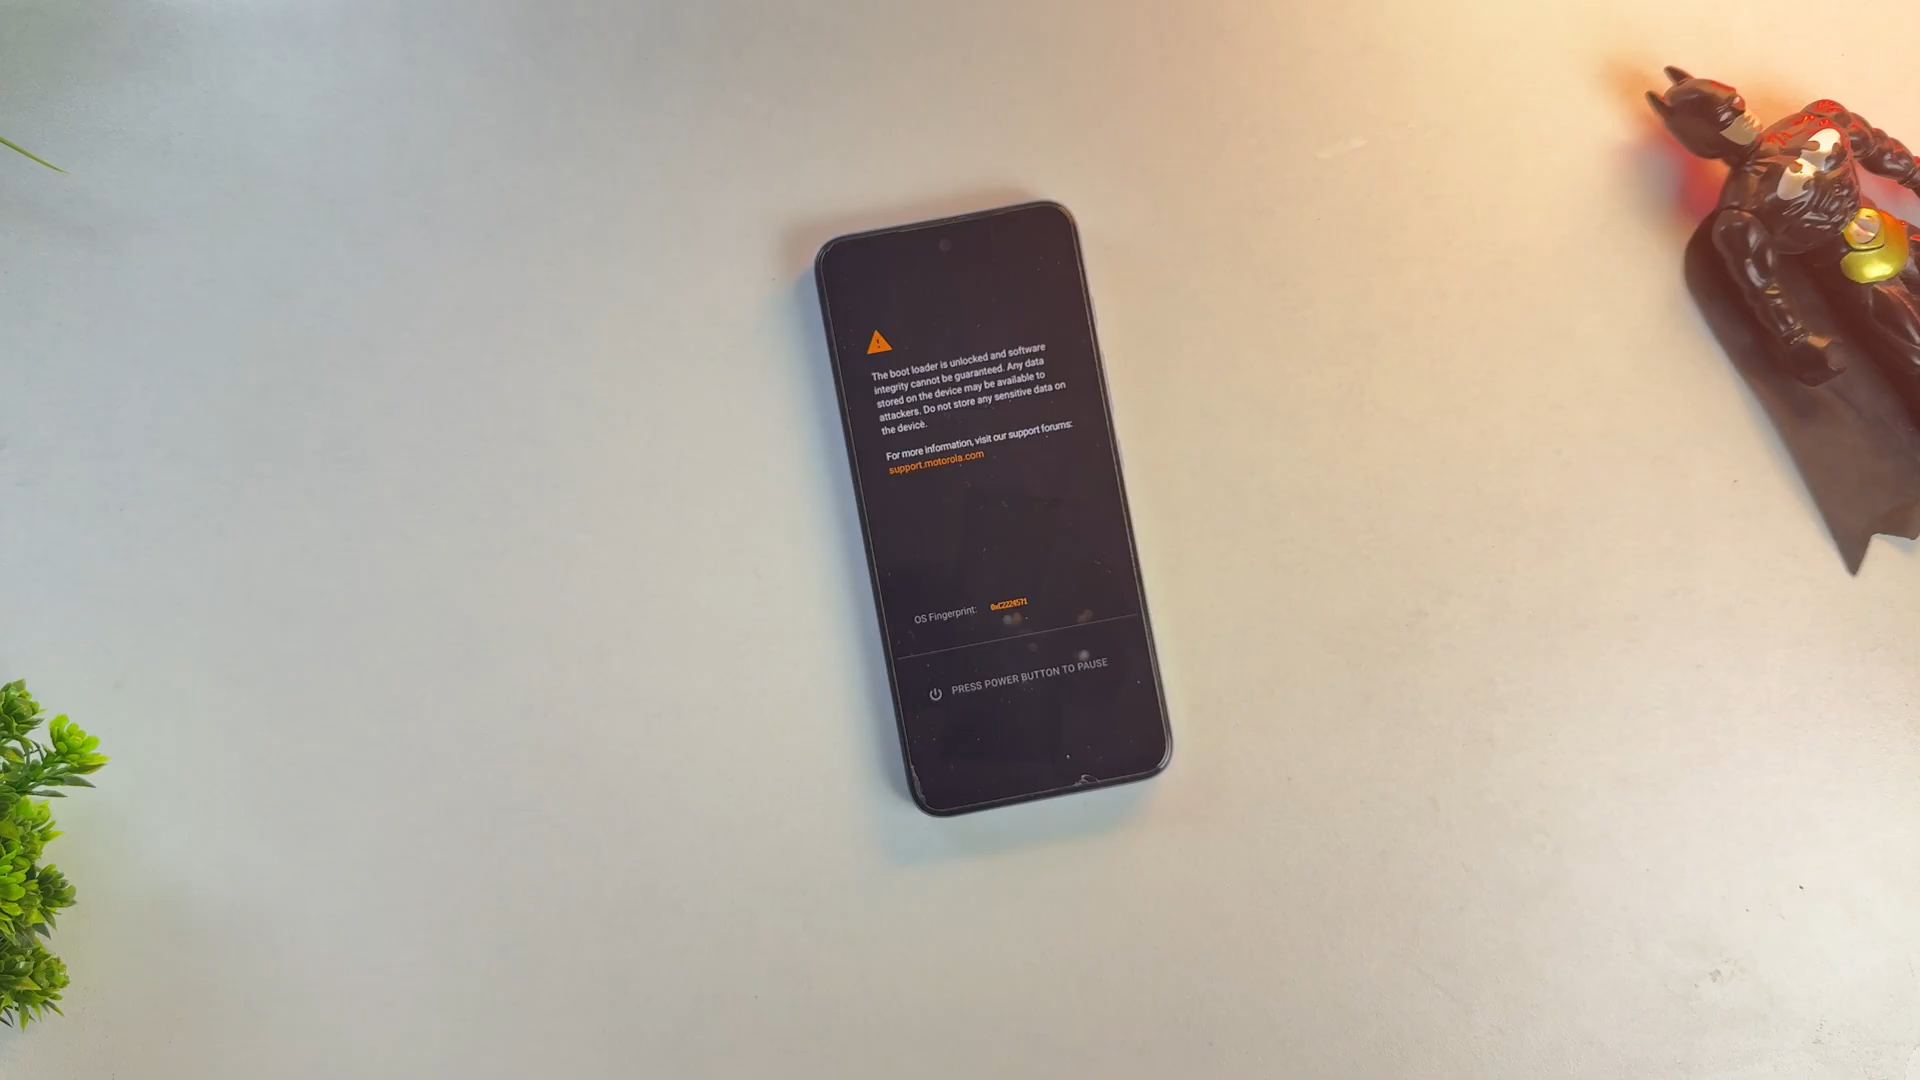 The boot loader is unlocked and software
integrity cannot be guaranteed. Any data
stored on the device may be available to
attackers. Do not store any sensitive data on
the device.
For more information, visit our support forums:
support.motorola.com
OS Fingerprint:
PRESS POWER BUTTON TO PAUSE